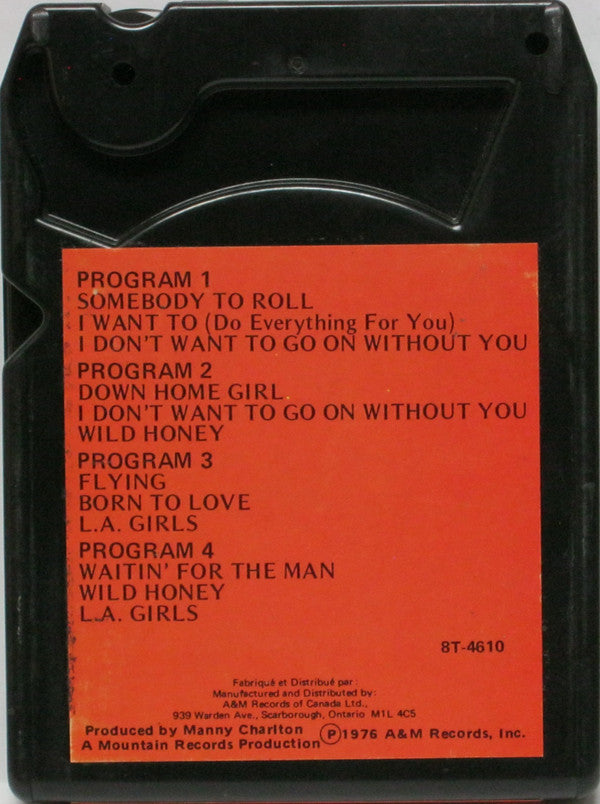 PROGRAM 1
SOMEBODY TO ROLL
I WANT TO (Do Everything For You)
I DON'T WANT TO GO ON WITHOUT YOU
PROGRAM 2
DOWN HOME GIRL
I DON'T WANT TO GO ON WITHOUT YOU
WILD HONEY
PROGRAM 3
FLYING
BORN TO LOVE
L.A. GIRLS
PROGRAM 4
WAITIN' FOR THE MAN
WILD HONEY
L.A. GIRLS
8T-4610
Fabriqué et Distribué par:
Manufactured and Distributed by:
A&M Records of Canada Ltd.,
939 Warden Ave., Scarborough, Ontario M1L 4C5
Produced by Manny Charlton
A Mountain Records Production
Ⓟ1976 A&M Records, Inc.